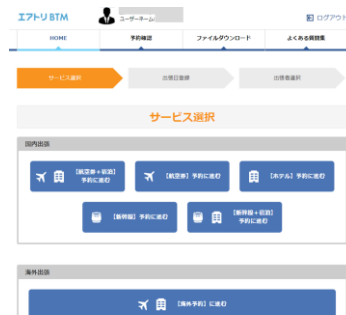 エアトリ BTM
ユーザーネーム
ログアウト
HOME
予約確認
ファイルダウンロード
よくある質問集
サービス選択
出張目登録
出張者選択
サービス選択
国内出張
【航空券+宿泊】
予約に進む
【航空券】予約に進む
【ホテル】予約に進む
【新幹線】予約に進む
【新幹線+宿泊】
予約に進む
海外出張
【海外予約】に進む